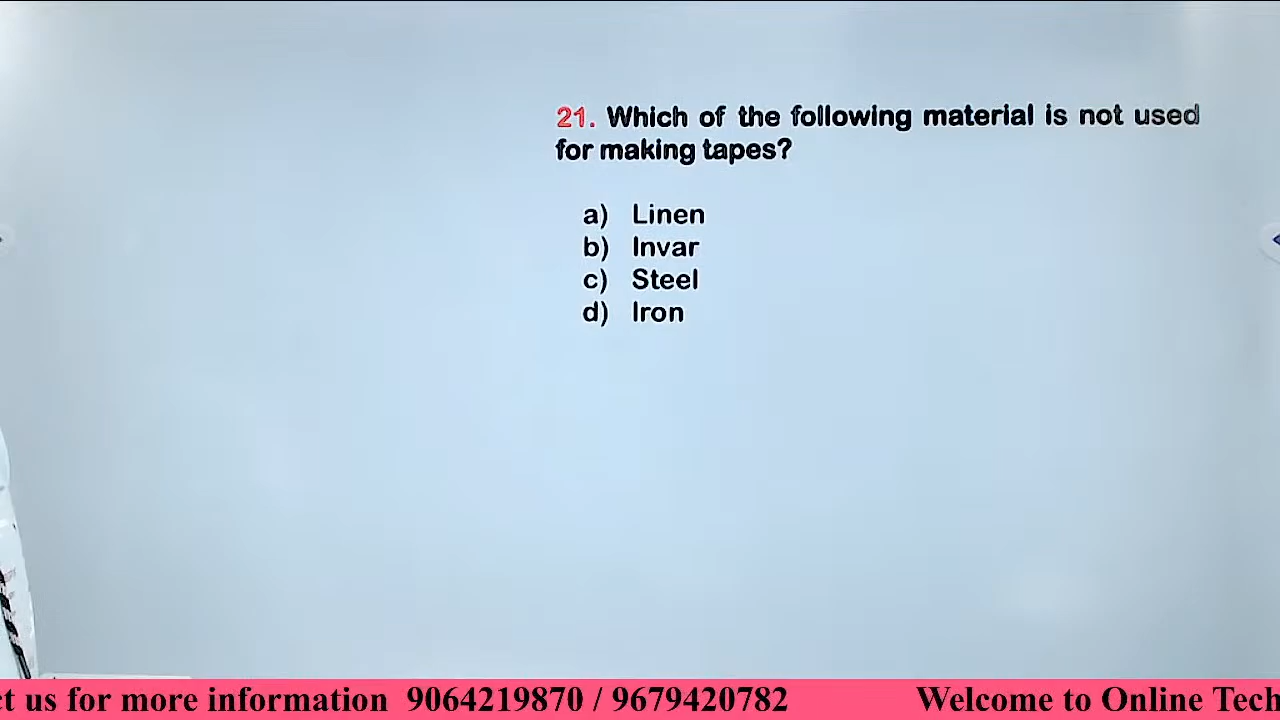 21. Which of the following material is not used
for making tapes?
a) Linen
b) Invar
c) Steel
d) Iron
ct us for more information 9064219870 / 9679420782 Welcome to Online Tech